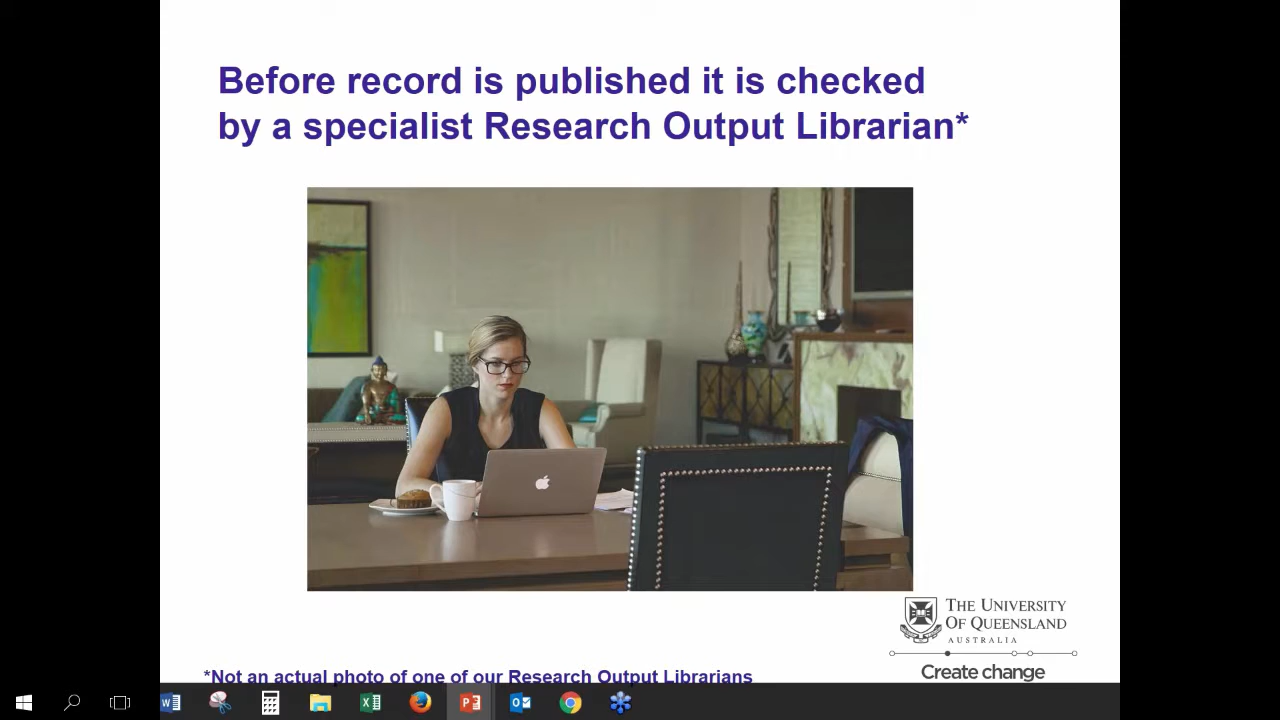 Before record is published it is checked
by a specialist Research Output Librarian*
THE UNIVERSITY
OF QUEENSLAND
AUSTRALIA
Create change
*Not an actual photo of one of our Research Output Librarians